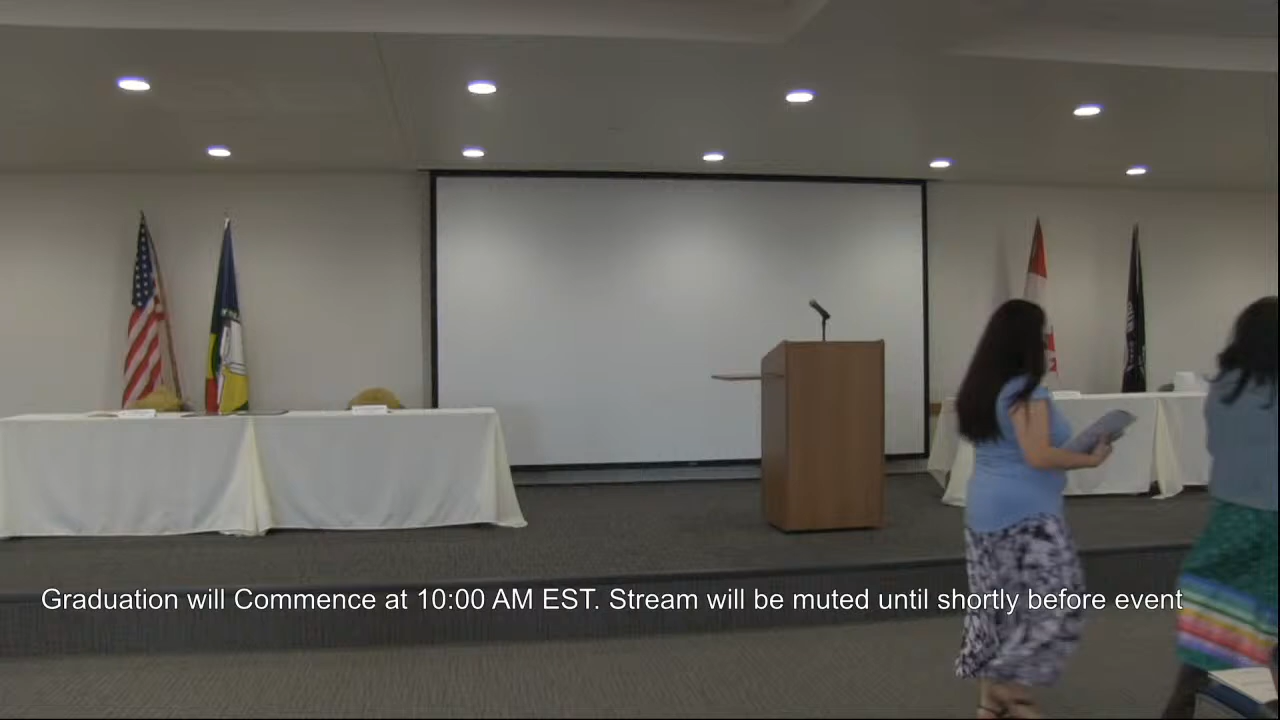 Graduation will Commence at 10:00 AM EST. Stream will be muted until shortly before event